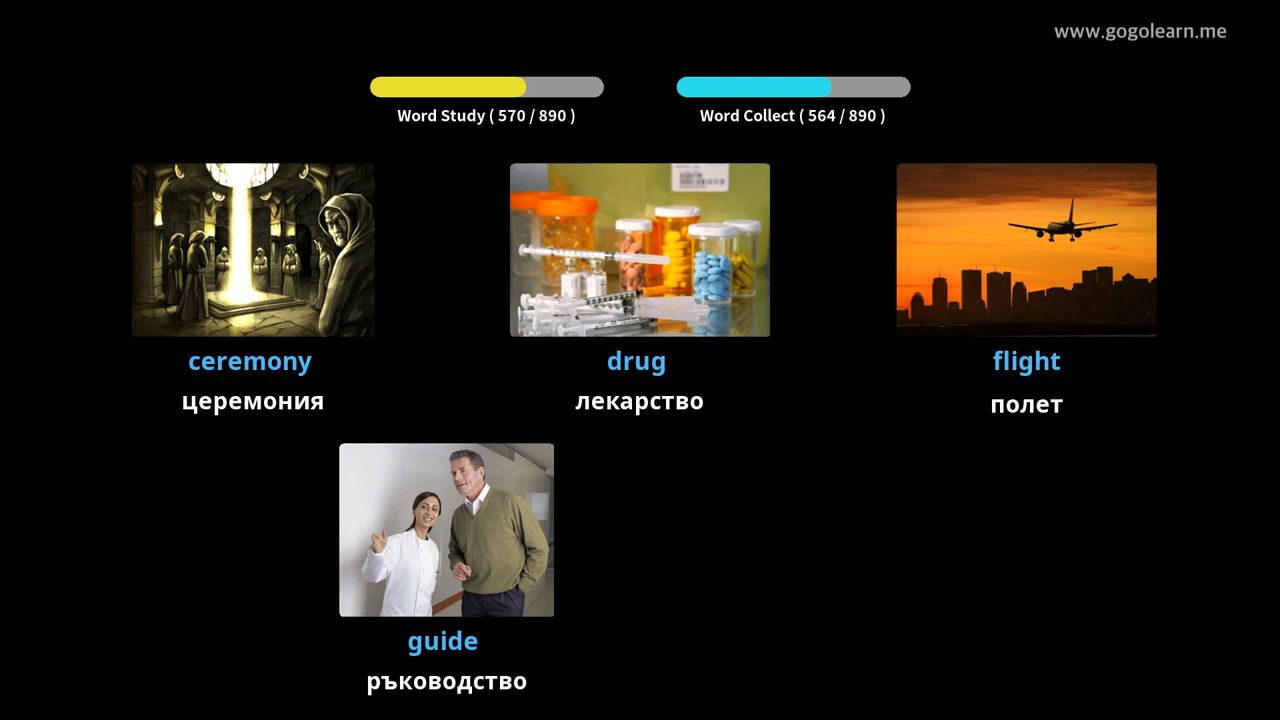 www.gogolearn.me
Word Study ( 570 / 890 )
Word Collect ( 564 / 890 )
ceremony
церемония
drug
лекарство
flight
полет
guide
ръководство